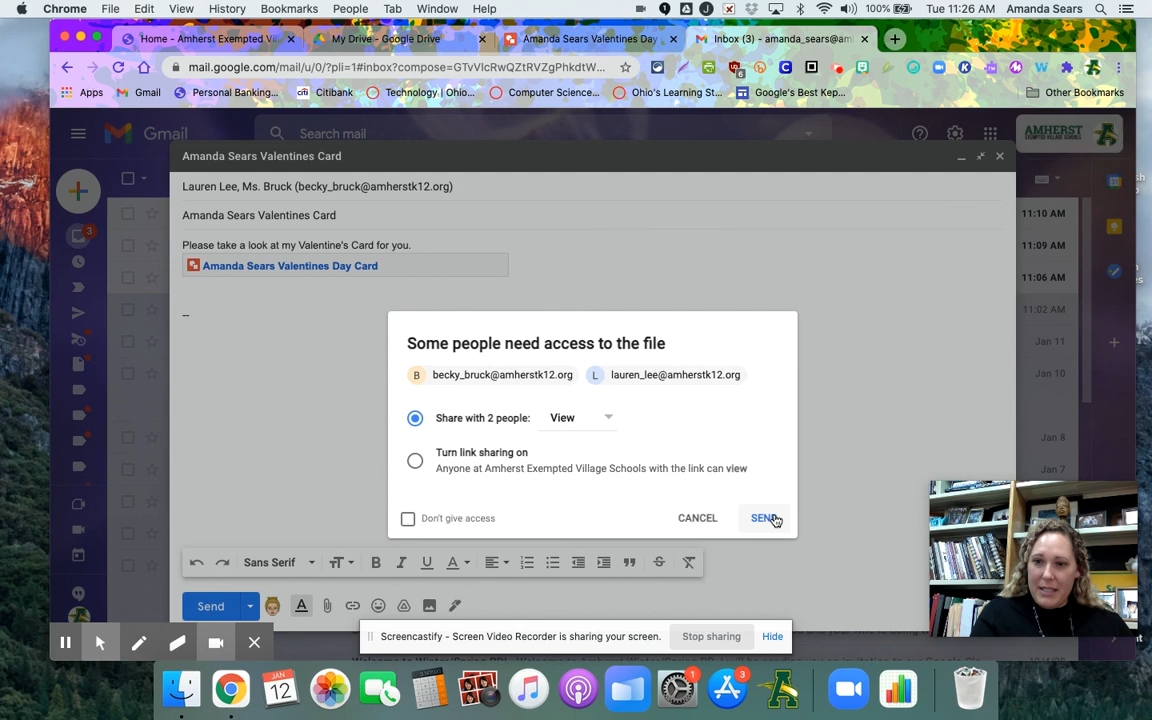 Chrome File Edit View History Bookmarks People Tab Window Help 100% Tue 11:26 AM Amanda Sears
Home - Amherst Exempted Vil My Drive - Google Drive Amanda Sears Valentines Day Inbox (3) - amanda_sears@am
mail.google.com/mail/u/0/?pli=1#inbox?compose=GTvVlcRwQZtRVZgPhkdtW...
Apps Gmail Personal Banking... Citibank Technology | Ohio... Computer Science... Ohio's Learning St... Google's Best Kep... Other Bookmarks
Gmail Search mail AMHERST
Amanda Sears Valentines Card
Lauren Lee, Ms. Bruck (becky_bruck@amherstk12.org)
Amanda Sears Valentines Card 11:10 AM
3
Please take a look at my Valentine's Card for you. 11:09 AM
Amanda Sears Valentines Day Card
11:06 AM
-- 11:02 AM
Some people need access to the file Jan 11
B becky_bruck@amherstk12.org L lauren_lee@amherstk12.org Jan 10
Share with 2 people: View
Turn link sharing on Jan 8
Anyone at Amherst Exempted Village Schools with the link can view Jan 7
Don't give access CANCEL SEND
Sans Serif B I U A
Send A
Screencastify - Screen Video Recorder is sharing your screen. Stop sharing Hide
JAN 12 1 3